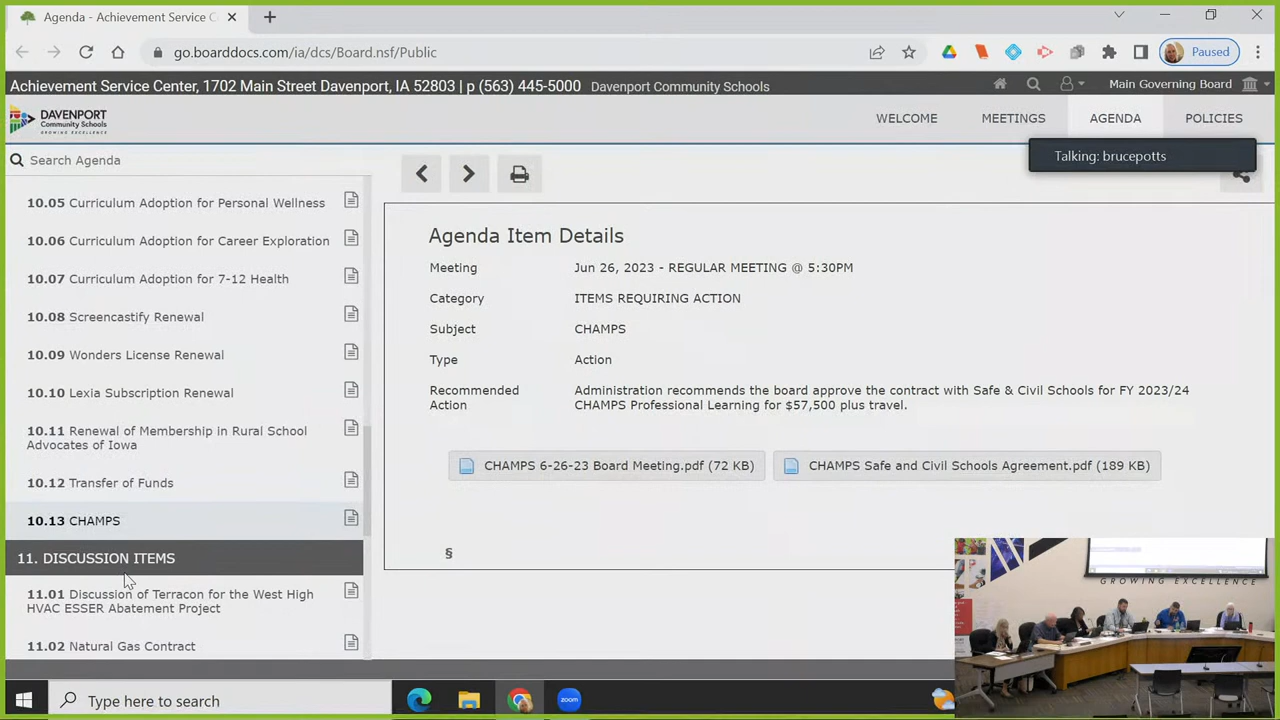 Agenda - Achievement Service C
go.boarddocs.com/ia/dcs/Board.nsf/Public
Paused
Achievement Service Center, 1702 Main Street Davenport, IA 52803 | p (563) 445-5000 Davenport Community Schools
Main Governing Board
DAVENPORT
Community Schools
GROWING EXCELLENCE
WELCOME
MEETINGS
AGENDA
POLICIES
Talking: brucepotts
Search Agenda
10.05 Curriculum Adoption for Personal Wellness
10.06 Curriculum Adoption for Career Exploration
10.07 Curriculum Adoption for 7-12 Health
10.08 Screencastify Renewal
10.09 Wonders License Renewal
10.10 Lexia Subscription Renewal
10.11 Renewal of Membership in Rural School
Advocates of Iowa
10.12 Transfer of Funds
10.13 CHAMPS
11. DISCUSSION ITEMS
11.01 Discussion of Terracon for the West High
HVAC ESSER Abatement Project
11.02 Natural Gas Contract
Agenda Item Details
Meeting
Jun 26, 2023 - REGULAR MEETING @ 5:30PM
Category
ITEMS REQUIRING ACTION
Subject
CHAMPS
Type
Action
Recommended
Action
Administration recommends the board approve the contract with Safe & Civil Schools for FY 2023/24
CHAMPS Professional Learning for $57,500 plus travel.
CHAMPS 6-26-23 Board Meeting.pdf (72 KB)
CHAMPS Safe and Civil Schools Agreement.pdf (189 KB)
§
GROWING EXCELLENCE
Type here to search
zoom